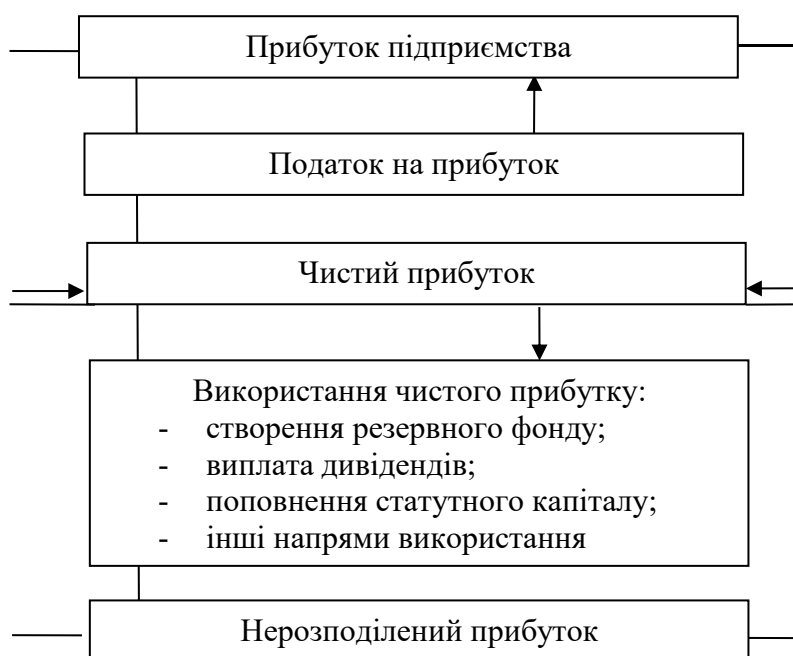 Прибуток підприємства
Податок на прибуток
Чистий прибуток
Використання чистого прибутку:
- створення резервного фонду;
- виплата дивідендів;
- поповнення статутного капіталу;
- інші напрями використання
Нерозподілений прибуток